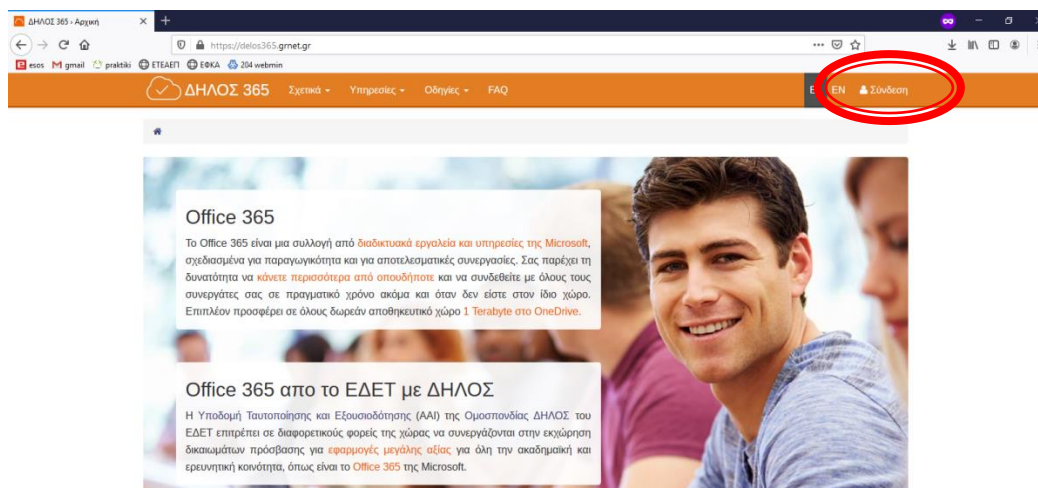 ΔΗΛΟΣ 365 - Αρχική
https://delos365.grnet.gr
esos gmail praktiki ΕΤΕΑΕΠ ΕΦΚΑ 204 webmin
ΔΗΛΟΣ 365 Σχετικά Υπηρεσίες Οδηγίες FAQ EN Σύνδεση
Office 365
Το Office 365 είναι μια συλλογή από διαδικτυακά εργαλεία και υπηρεσίες της Microsoft,
σχεδιασμένα για παραγωγικότητα και για αποτελεσματικές συνεργασίες. Σας παρέχει τη
δυνατότητα να κάνετε περισσότερα από οπουδήποτε και να συνδεθείτε με όλους τους
συνεργάτες σας σε πραγματικό χρόνο ακόμα και όταν δεν είστε στον ίδιο χώρο.
Επιπλέον προσφέρει σε όλους δωρεάν αποθηκευτικό χώρο 1 Terabyte στο OneDrive.
Office 365 απο το ΕΔΕΤ με ΔΗΛΟΣ
Η Υποδομή Ταυτοποίησης και Εξουσιοδότησης (AAI) της Ομοσπονδίας ΔΗΛΟΣ του
ΕΔΕΤ επιτρέπει σε διαφορετικούς φορείς της χώρας να συνεργάζονται στην εκχώρηση
δικαιωμάτων πρόσβασης για εφαρμογές μεγάλης αξίας για όλη την ακαδημαϊκή και
ερευνητική κοινότητα, όπως είναι το Office 365 της Microsoft.